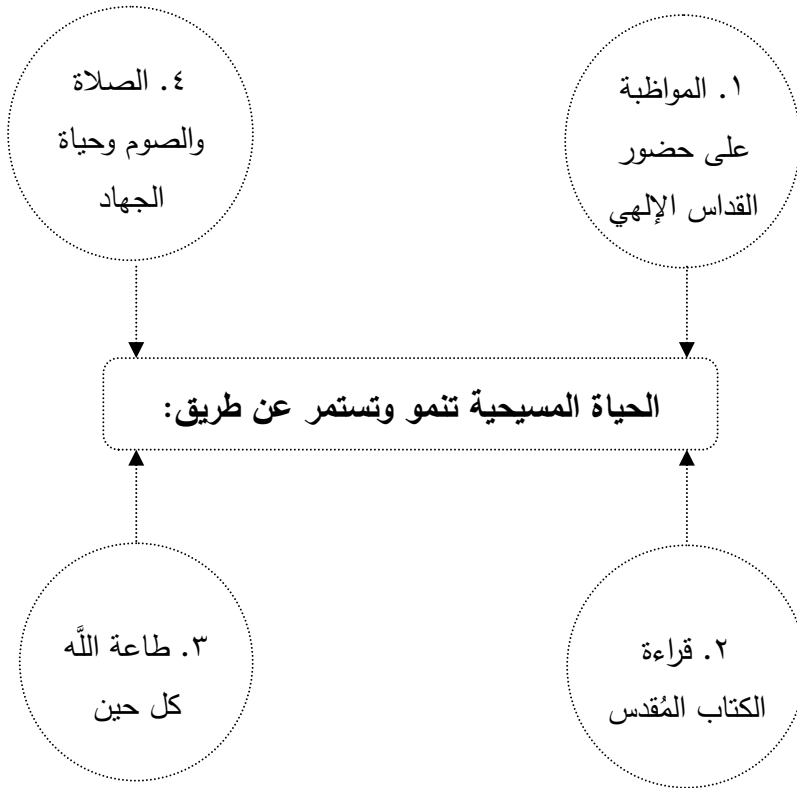 ١. المواظبة
على حضور
القداس الإلهي
٤. الصلاة
والصوم وحياة
الجهاد
الحياة المسيحية تنمو وتستمر عن طريق:
٢. قراءة
الكتاب المُقدس
٣. طاعة اللَّه
كل حين